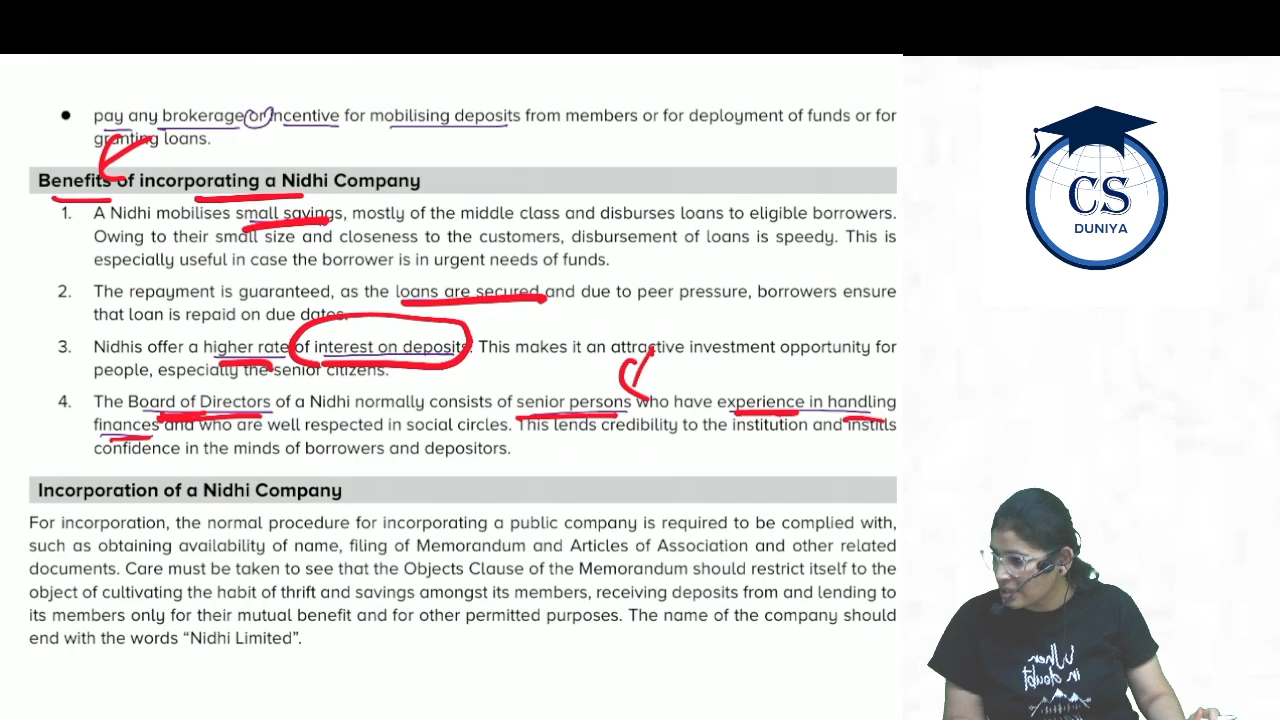 ● pay any brokerage or incentive for mobilising deposits from members or for deployment of funds or for
granting loans.
Benefits of incorporating a Nidhi Company
1. A Nidhi mobilises small savings, mostly of the middle class and disburses loans to eligible borrowers.
Owing to their small size and closeness to the customers, disbursement of loans is speedy. This is
especially useful in case the borrower is in urgent needs of funds.
2. The repayment is guaranteed, as the loans are secured and due to peer pressure, borrowers ensure
that loan is repaid on due dates.
3. Nidhis offer a higher rate of interest on deposits. This makes it an attractive investment opportunity for
people, especially the senior citizens.
4. The Board of Directors of a Nidhi normally consists of senior persons who have experience in handling
finances and who are well respected in social circles. This lends credibility to the institution and instils
confidence in the minds of borrowers and depositors.
Incorporation of a Nidhi Company
For incorporation, the normal procedure for incorporating a public company is required to be complied with,
such as obtaining availability of name, filing of Memorandum and Articles of Association and other related
documents. Care must be taken to see that the Objects Clause of the Memorandum should restrict itself to the
object of cultivating the habit of thrift and savings amongst its members, receiving deposits from and lending to
its members only for their mutual benefit and for other permitted purposes. The name of the company should
end with the words “Nidhi Limited”.
CS
DUNIYA
When
in doubt